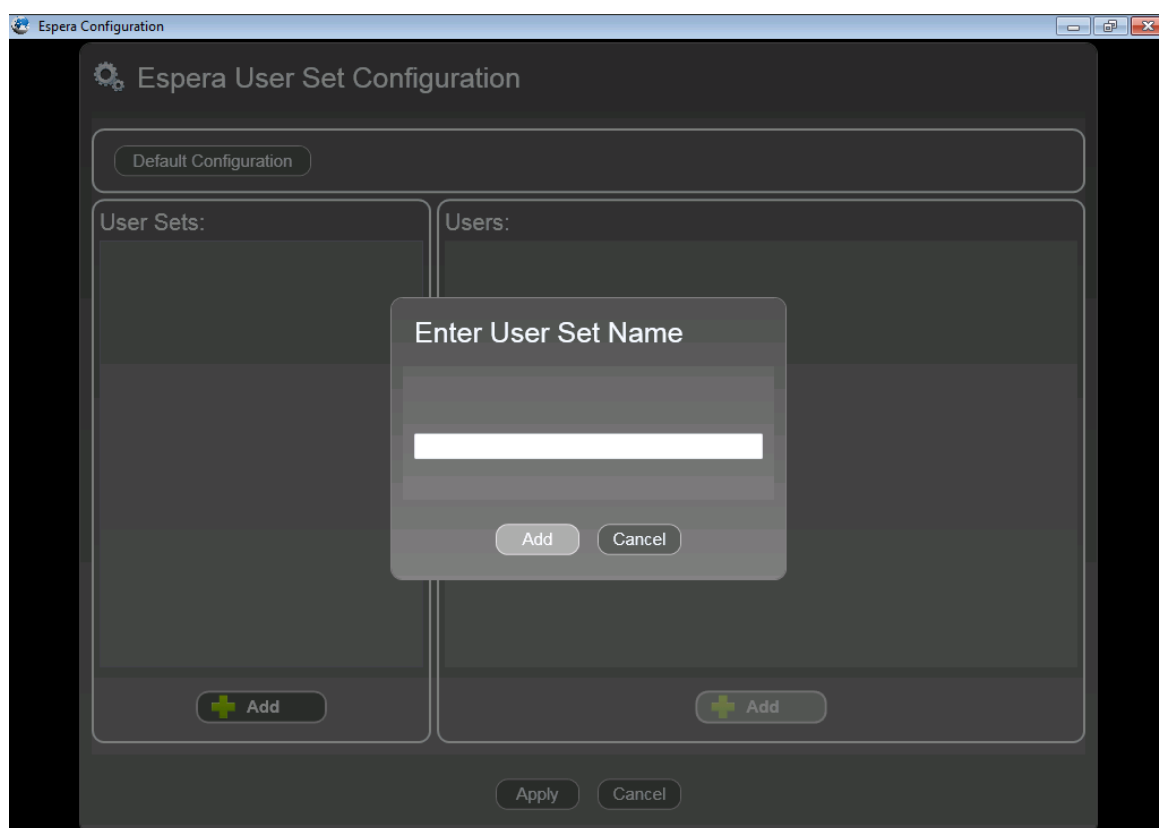 Espera Configuration
Espera User Set Configuration
Default Configuration
User Sets:
Users:
Enter User Set Name
Add
Cancel
Add
Add
Apply
Cancel